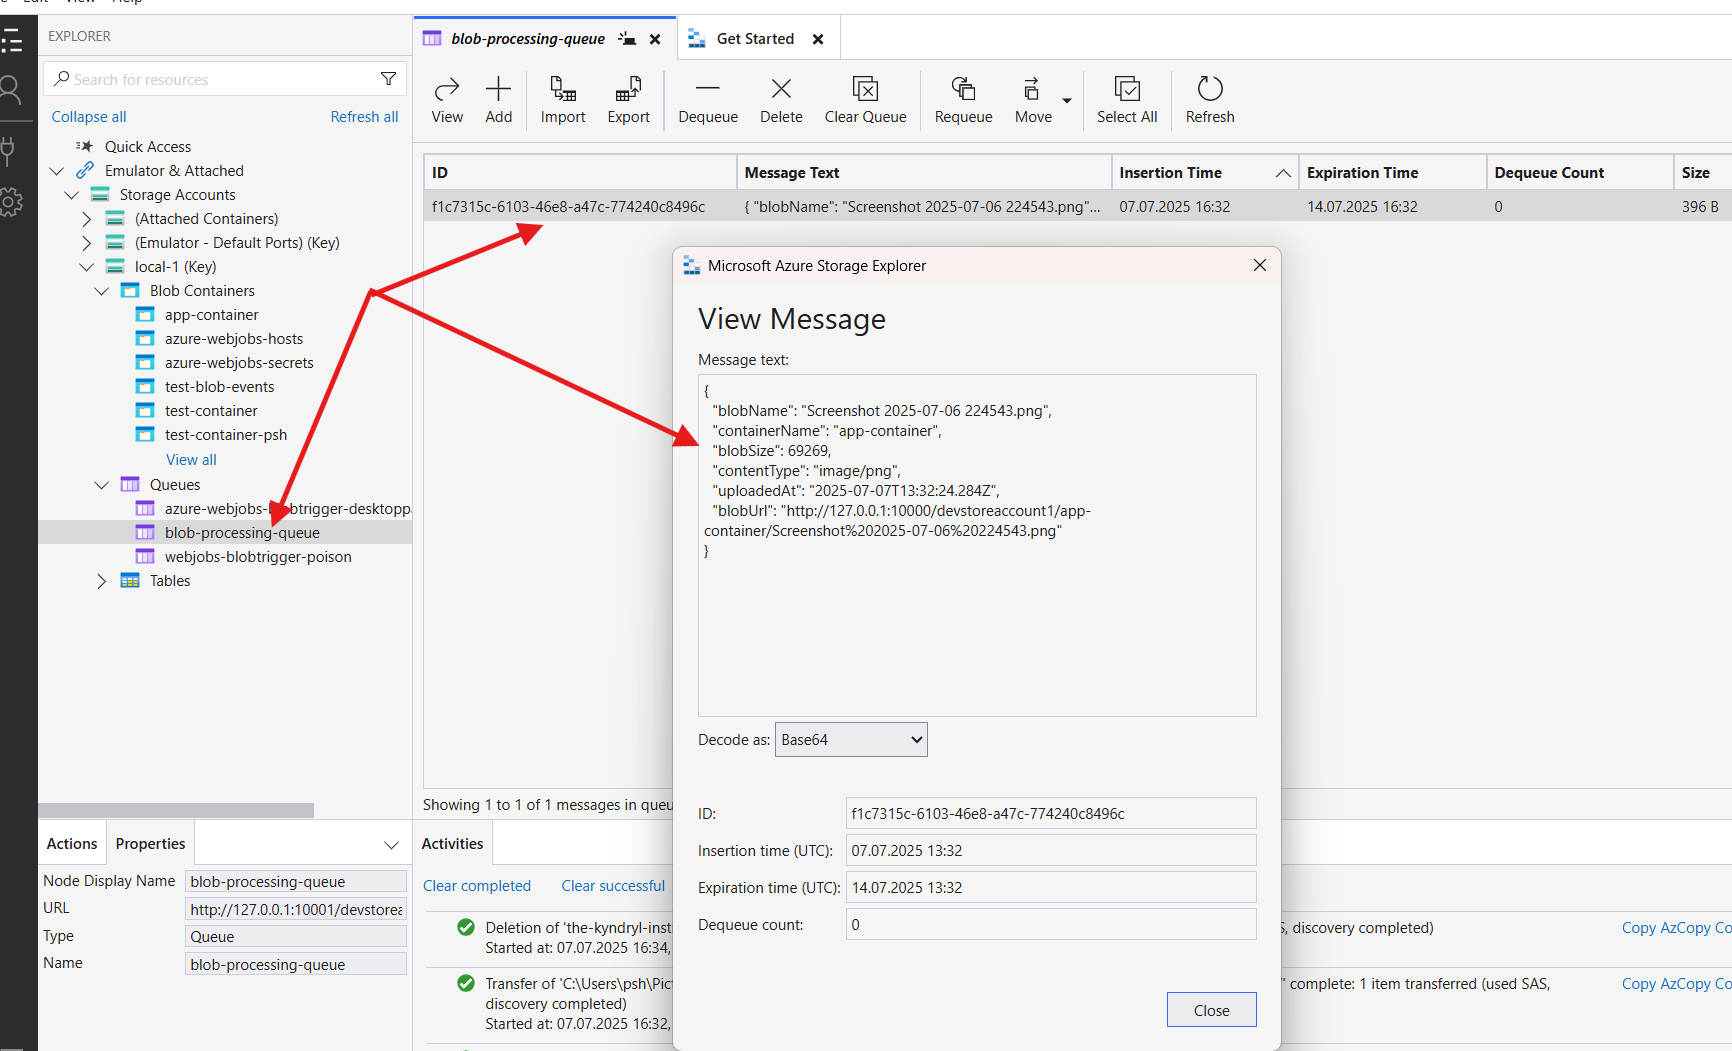 Edit View Help
EXPLORER
Search for resources
Collapse all Refresh all
Quick Access
Emulator & Attached
Storage Accounts
(Attached Containers)
(Emulator - Default Ports) (Key)
local-1 (Key)
Blob Containers
app-container
azure-webjobs-hosts
azure-webjobs-secrets
test-blob-events
test-container
test-container-psh
View all
Queues
azure-webjobs-blobtrigger-desktopp
blob-processing-queue
webjobs-blobtrigger-poison
Tables
Actions Properties
Node Display Name blob-processing-queue
URL http://127.0.0.1:10001/devstorea
Type Queue
Name blob-processing-queue
blob-processing-queue Get Started
View Add Import Export Dequeue Delete Clear Queue Requeue Move Select All Refresh
ID Message Text Insertion Time Expiration Time Dequeue Count Size
f1c7315c-6103-46e8-a47c-774240c8496c { "blobName": "Screenshot 2025-07-06 224543.png"... 07.07.2025 16:32 14.07.2025 16:32 0 396 B
Microsoft Azure Storage Explorer
View Message
Message text:
{
"blobName": "Screenshot 2025-07-06 224543.png",
"containerName": "app-container",
"blobSize": 69269,
"contentType": "image/png",
"uploadedAt": "2025-07-07T13:32:24.284Z",
"blobUrl": "http://127.0.0.1:10000/devstoreaccount1/app-
container/Screenshot%202025-07-06%20224543.png"
}
Decode as: Base64
ID: f1c7315c-6103-46e8-a47c-774240c8496c
Insertion time (UTC): 07.07.2025 13:32
Expiration time (UTC): 14.07.2025 13:32
Dequeue count: 0
Close
Showing 1 to 1 of 1 messages in queu
Activities
Clear completed Clear successful
Deletion of 'the-kyndryl-insti , discovery completed) Copy AzCopy Co
Started at: 07.07.2025 16:34,
Transfer of 'C:\Users\psh\Pict " complete: 1 item transferred (used SAS, Copy AzCopy Co
discovery completed)
Started at: 07.07.2025 16:32,